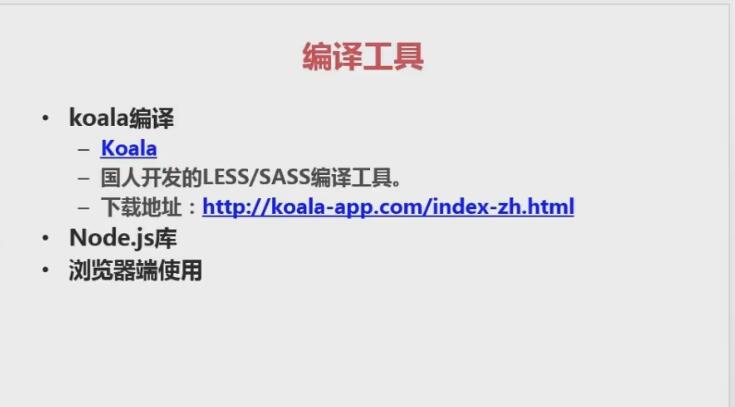 编译工具
• koala编译
– Koala
– 国人开发的LESS/SASS编译工具。
– 下载地址：http://koala-app.com/index-zh.html
• Node.js库
• 浏览器端使用